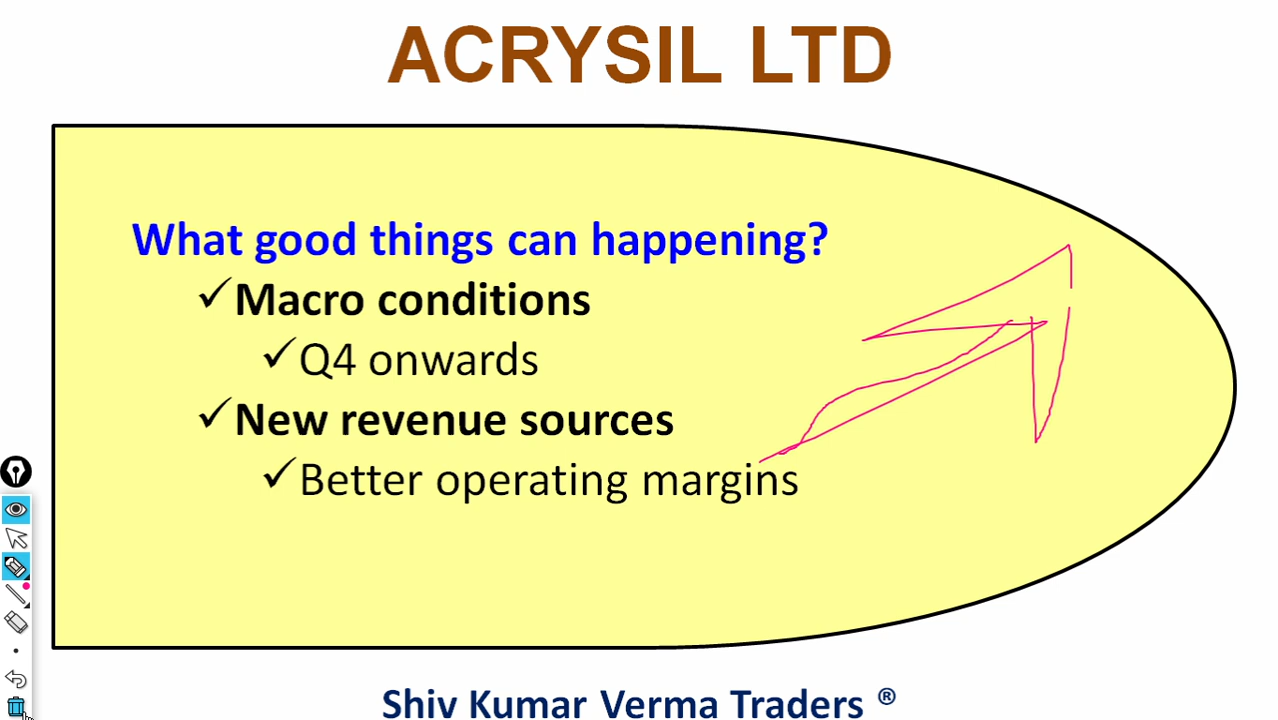 ACRYSIL LTD
What good things can happening?
✓Macro conditions
✓Q4 onwards
✓New revenue sources
✓Better operating margins
Shiv Kumar Verma Traders ®